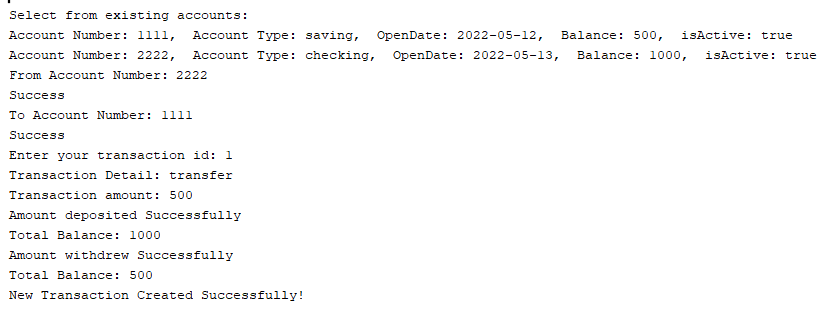 Select from existing accounts:
Account Number: 1111,  Account Type: saving,  OpenDate: 2022-05-12,  Balance: 500,  isActive: true
Account Number: 2222,  Account Type: checking,  OpenDate: 2022-05-13,  Balance: 1000,  isActive: true
From Account Number: 2222
Success
To Account Number: 1111
Success
Enter your transaction id: 1
Transaction Detail: transfer
Transaction amount: 500
Amount deposited Successfully
Total Balance: 1000
Amount withdrew Successfully
Total Balance: 500
New Transaction Created Successfully!